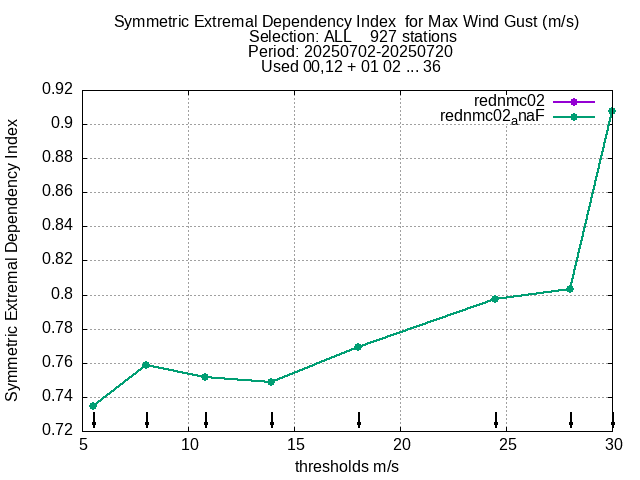 Symmetric Extremal Dependency Index  for Max Wind Gust (m/s)
Selection: ALL    927 stations
Period: 20250702-20250720
Used 00,12 + 01 02 ... 36
Symmetric Extremal Dependency Index
0.92
0.9
0.88
0.86
0.84
0.82
0.8
0.78
0.76
0.74
0.72
rednmc02
rednmc02anaF
5 10 15 20 25 30
thresholds m/s